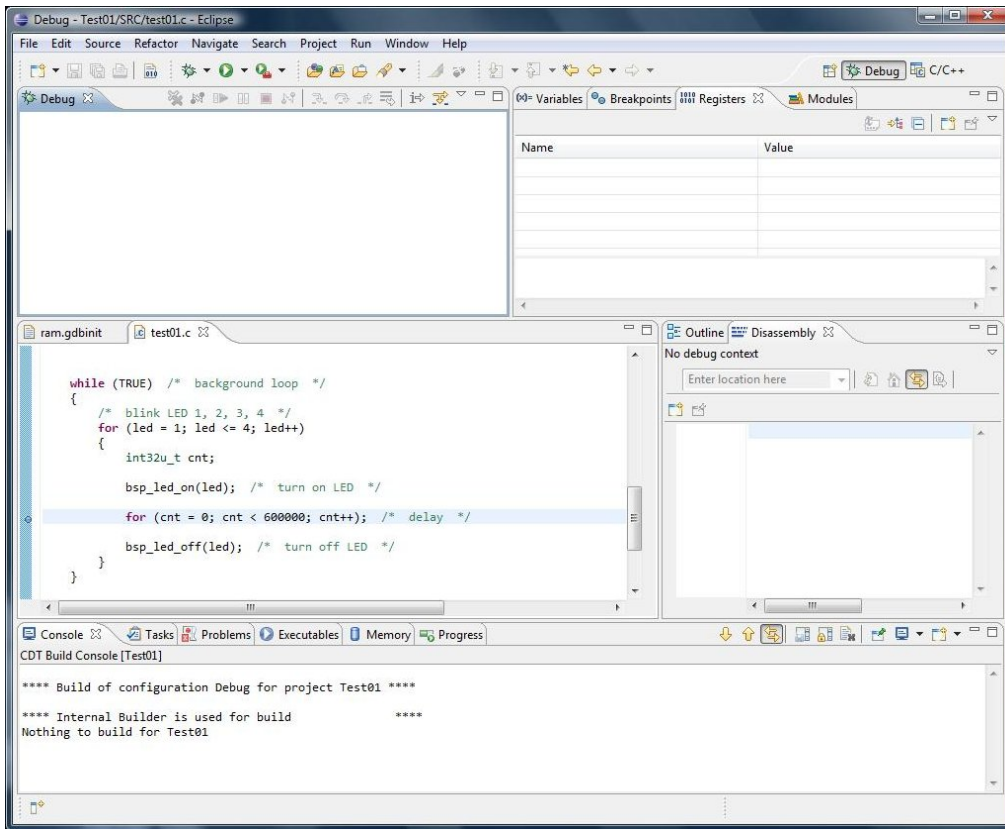 Debug - Test01/SRC/test01.c - Eclipse
File Edit Source Refactor Navigate Search Project Run Window Help
010 Debug C/C++
Debug (x)= Variables Breakpoints 1010 Registers Modules
Name Value
ram.gdbinit test01.c Outline Disassembly
No debug context
Enter location here
while (TRUE) /* background loop */
{
/* blink LED 1, 2, 3, 4 */
for (led = 1; led <= 4; led++)
{
int32u_t cnt;
bsp_led_on(led); /* turn on LED */
for (cnt = 0; cnt < 600000; cnt++); /* delay */
bsp_led_off(led); /* turn off LED */
}
}
Console Tasks Problems Executables Memory Progress
CDT Build Console [Test01]
**** Build of configuration Debug for project Test01 ****
**** Internal Builder is used for build ****
Nothing to build for Test01